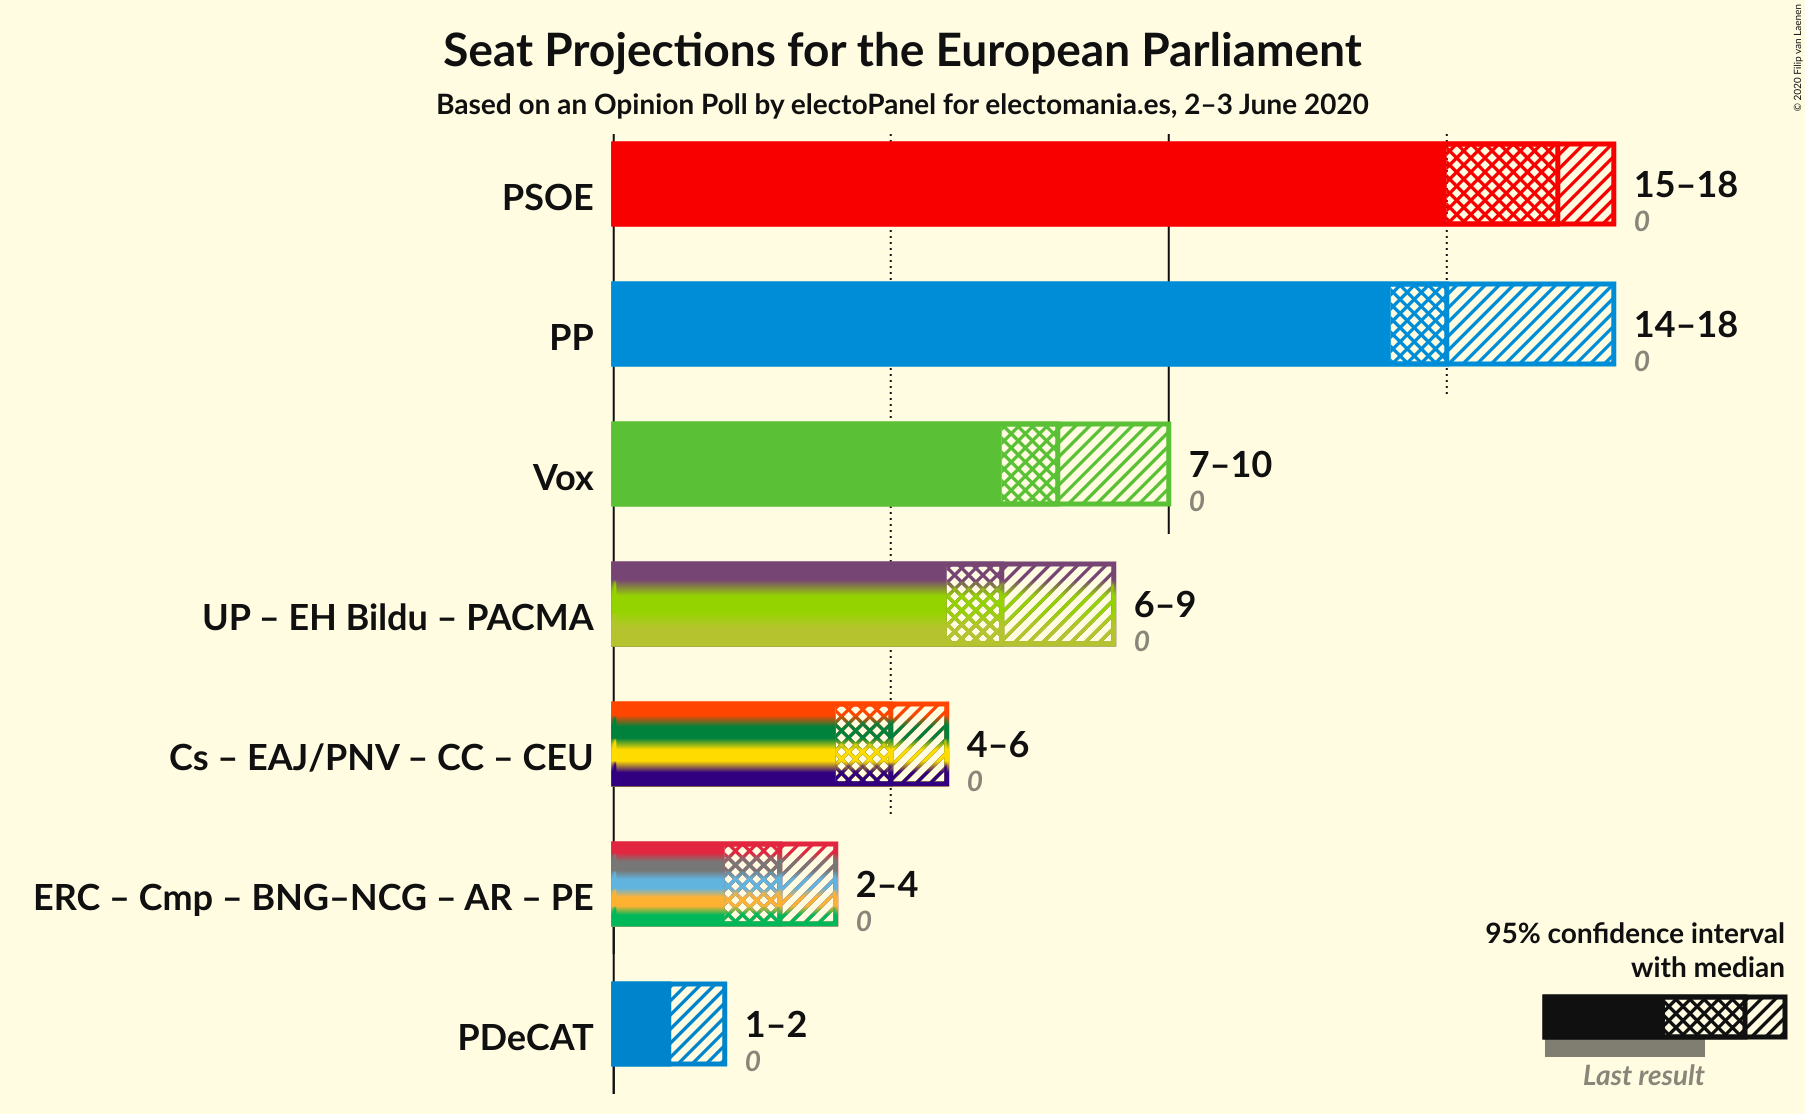 Seat Projections for the European Parliament
Based on an Opinion Poll by electoPanel for electomania.es, 2–3 June 2020
© 2020 Filip van Laenen
PSOE
15–18
0
PP
14–18
0
Vox
7–10
0
UP – EH Bildu – PACMA
6–9
0
Cs – EAJ/PNV – CC – CEU
4–6
0
ERC – Cmp – BNG–NCG – AR – PE
2–4
0
PDeCAT
1–2
0
95% confidence interval
with median
Last result